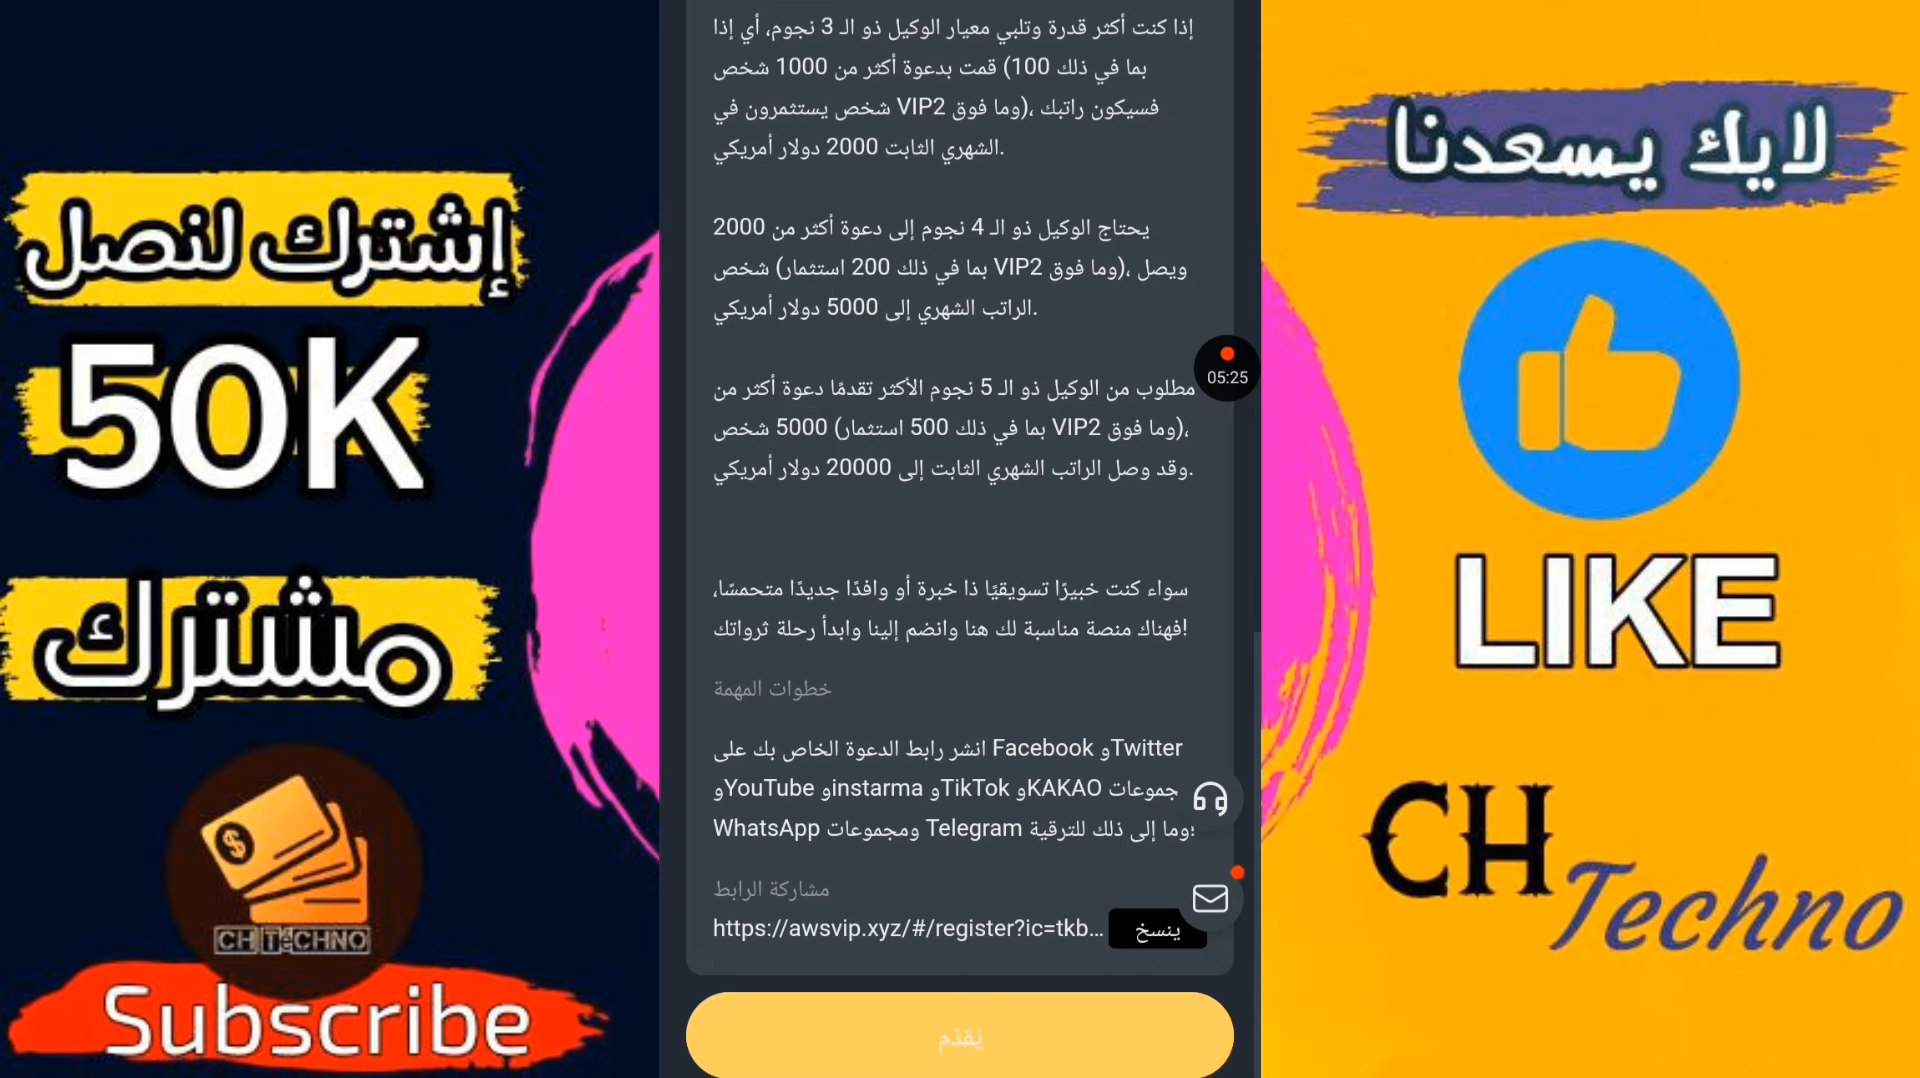 إشترك لنصل
50K
مشترك
CH TéCHNO
Subscribe
إذا كنت أكثر قدرة وتلبي معيار الوكيل ذو الـ 3 نجوم، أي إذا
بما في ذلك 100) قمت بدعوة أكثر من 1000 شخص
فسيكون راتبك ،(وما فوق VIP2 شخص يستثمرون في
.الشهري الثابت 2000 دولار أمريكي
يحتاج الوكيل ذو الـ 4 نجوم إلى دعوة أكثر من 2000
ويصل ،(وما فوق VIP2 بما في ذلك 200 استثمار) شخص
.الراتب الشهري إلى 5000 دولار أمريكي
مطلوب من الوكيل ذو الـ 5 نجوم الأكثر تقدمًا دعوة أكثر من
،(وما فوق VIP2 بما في ذلك 500 استثمار) 5000 شخص
.وقد وصل الراتب الشهري الثابت إلى 20000 دولار أمريكي
سواء كنت خبيرًا تسويقيًا ذا خبرة أو وافدًا جديدًا متحمسًا،
!فهناك منصة مناسبة لك هنا وانضم إلينا وابدأ رحلة ثرواتك
خطوات المهمة
انشر رابط الدعوة الخاص بك على Facebook وTwitter
وYouTube وinstarma وTikTok وKAKAO جموعات
WhatsApp ومجموعات Telegram وما إلى ذلك للترقية!
مشاركة الرابط
https://awsvip.xyz/#/register?ic=tkb...
ينسخ
يُقدِّم
05:25
لايك يسعدنا
LIKE
CH
Techno